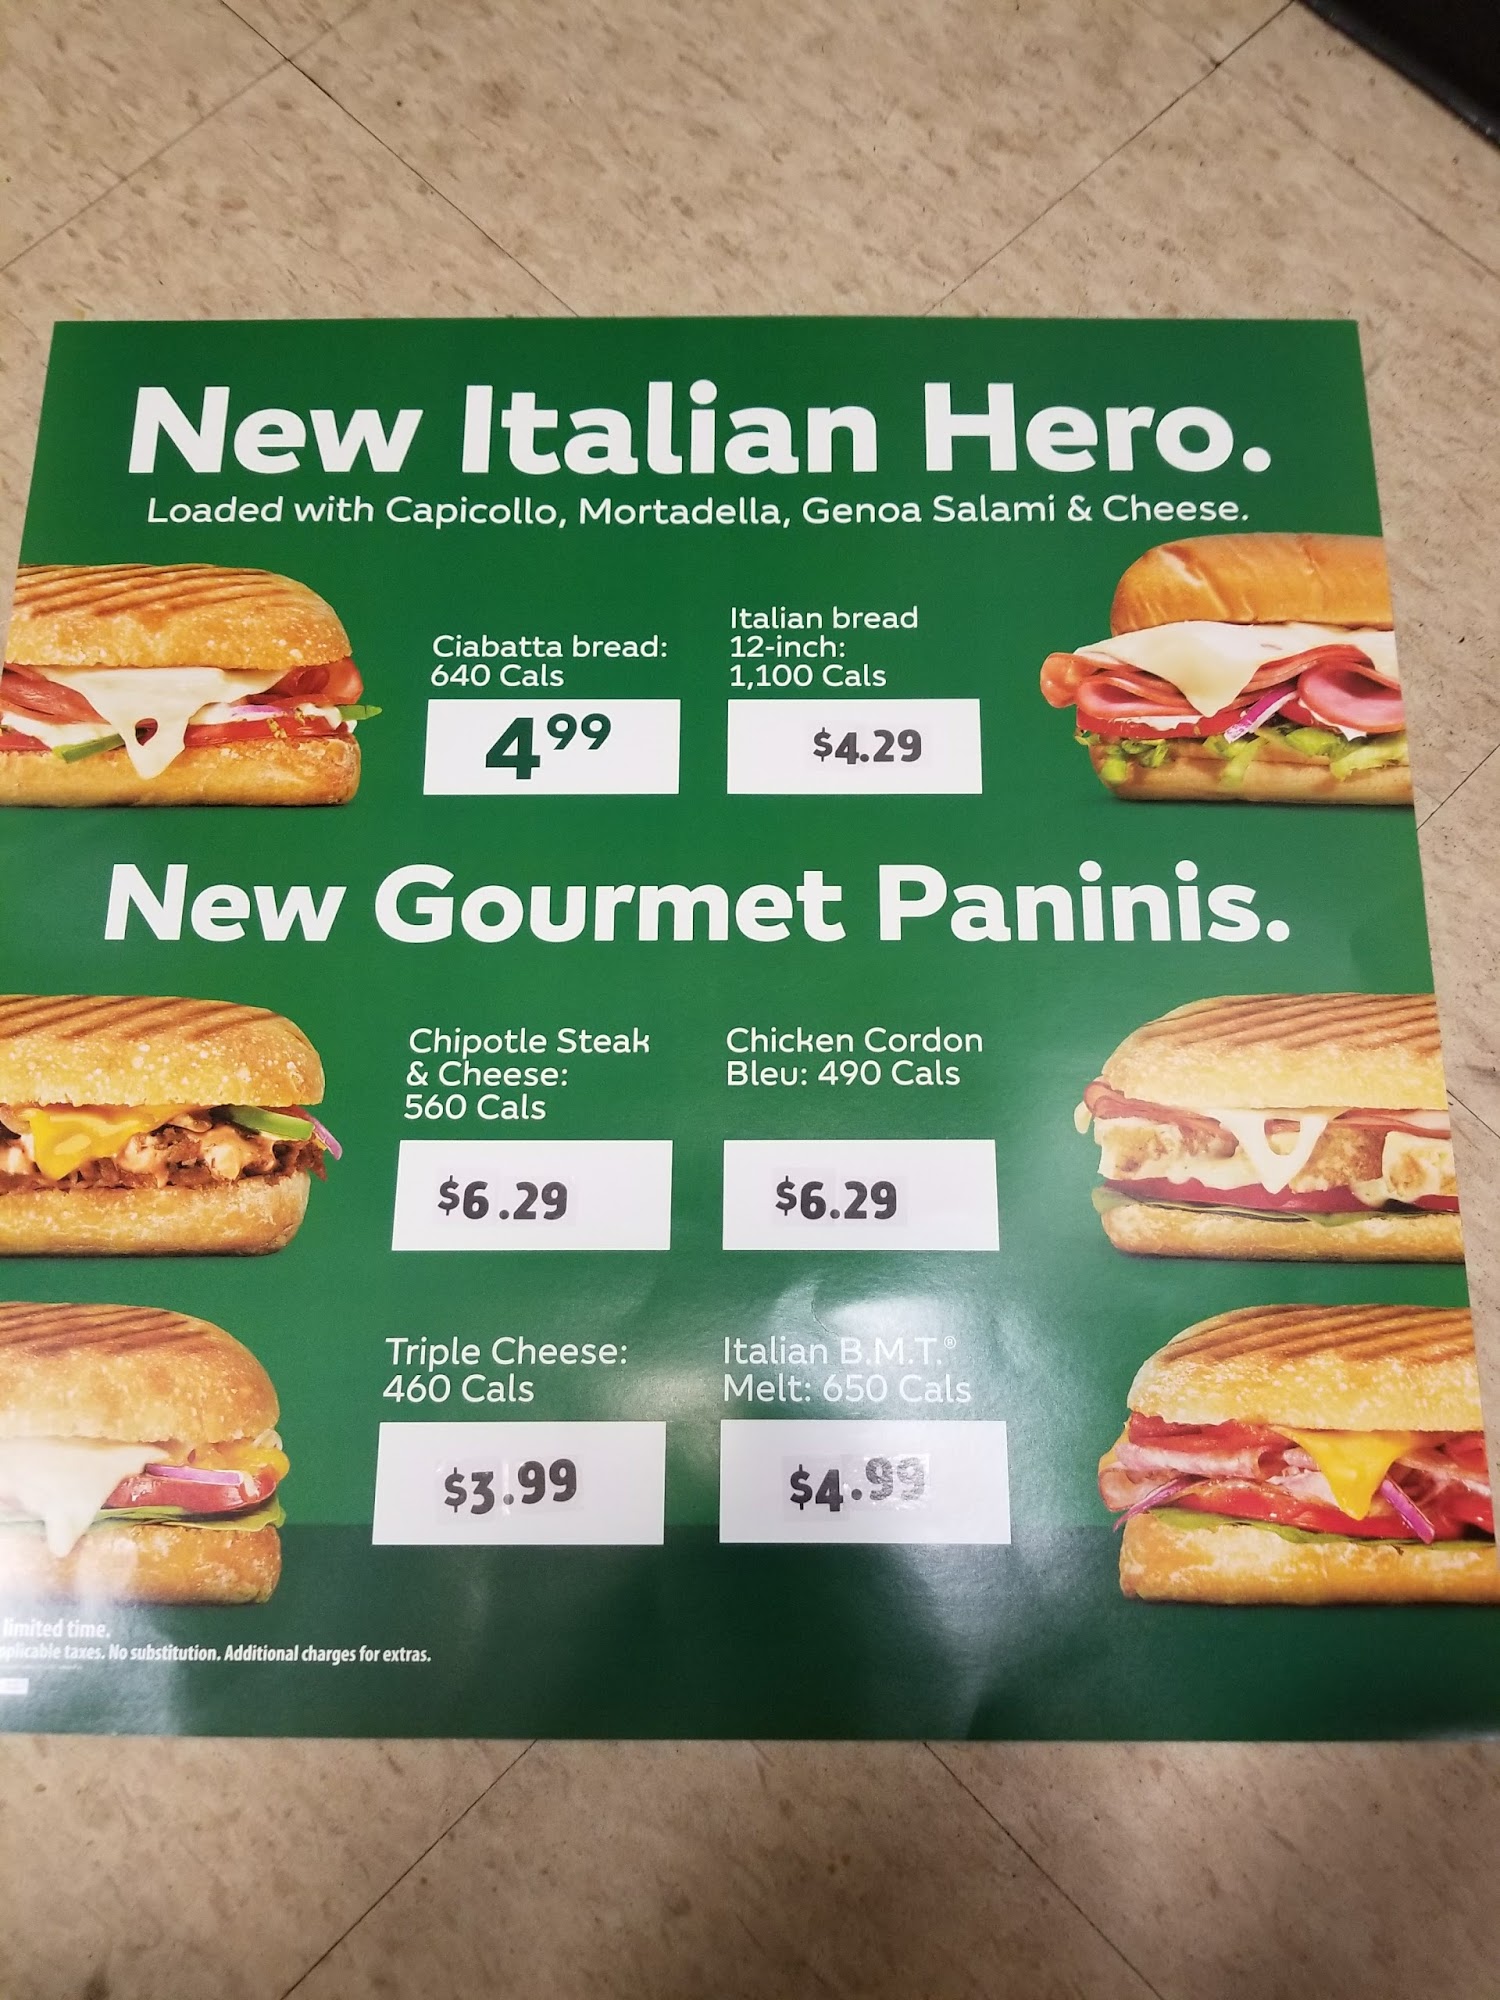 New Italian Hero.
Loaded with Capicollo, Mortadella, Genoa Salami & Cheese.
Ciabatta bread:
640 Cals
4⁹⁹
Italian bread
12-inch:
1,100 Cals
$4.29
New Gourmet Paninis.
Chipotle Steak
& Cheese:
560 Cals
$6.29
Chicken Cordon
Bleu: 490 Cals
$6.29
Triple Cheese:
460 Cals
$3.99
Italian B.M.T.®
Melt: 650 Cals
$4.99
limited time.
taxes. No substitution. Additional charges for extras.